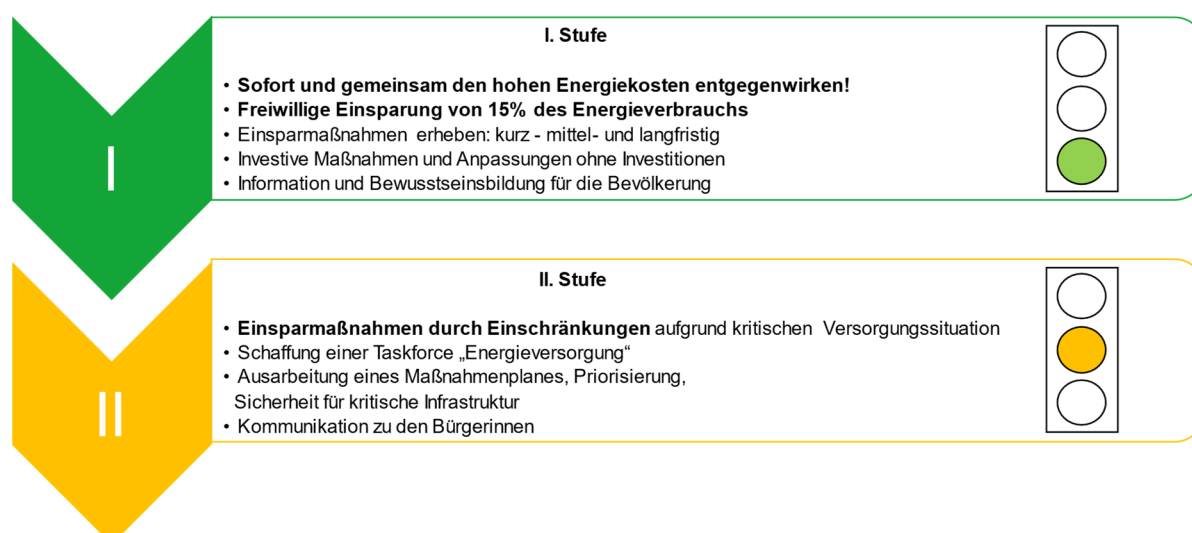 I. Stufe
• Sofort und gemeinsam den hohen Energiekosten entgegenwirken!
• Freiwillige Einsparung von 15% des Energieverbrauchs
• Einsparmaßnahmen erheben: kurz - mittel- und langfristig
• Investive Maßnahmen und Anpassungen ohne Investitionen
• Information und Bewusstseinsbildung für die Bevölkerung
I
II. Stufe
• Einsparmaßnahmen durch Einschränkungen aufgrund kritischen Versorgungssituation
• Schaffung einer Taskforce „Energieversorgung“
• Ausarbeitung eines Maßnahmenplanes, Priorisierung,
Sicherheit für kritische Infrastruktur
• Kommunikation zu den Bürgerinnen
II